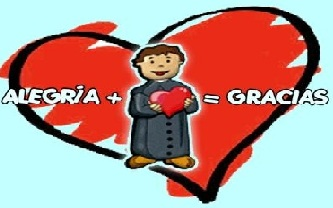 ALEGRÍA + = GRACIAS